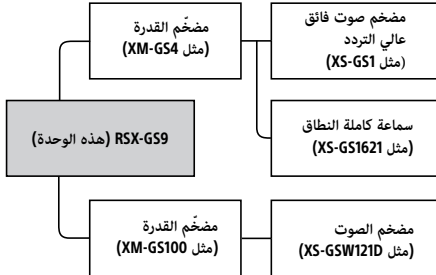 مضخّم القدرة
(مثل XM-GS4)
مضخم صوت فائق
عالي التردد
(مثل XS-GS1)
سماعة كاملة النطاق
(مثل XS-GS1621)
RSX-GS9 (هذه الوحدة)
مضخّم القدرة
(مثل XM-GS100)
مضخم الصوت
(مثل XS-GSW121D)